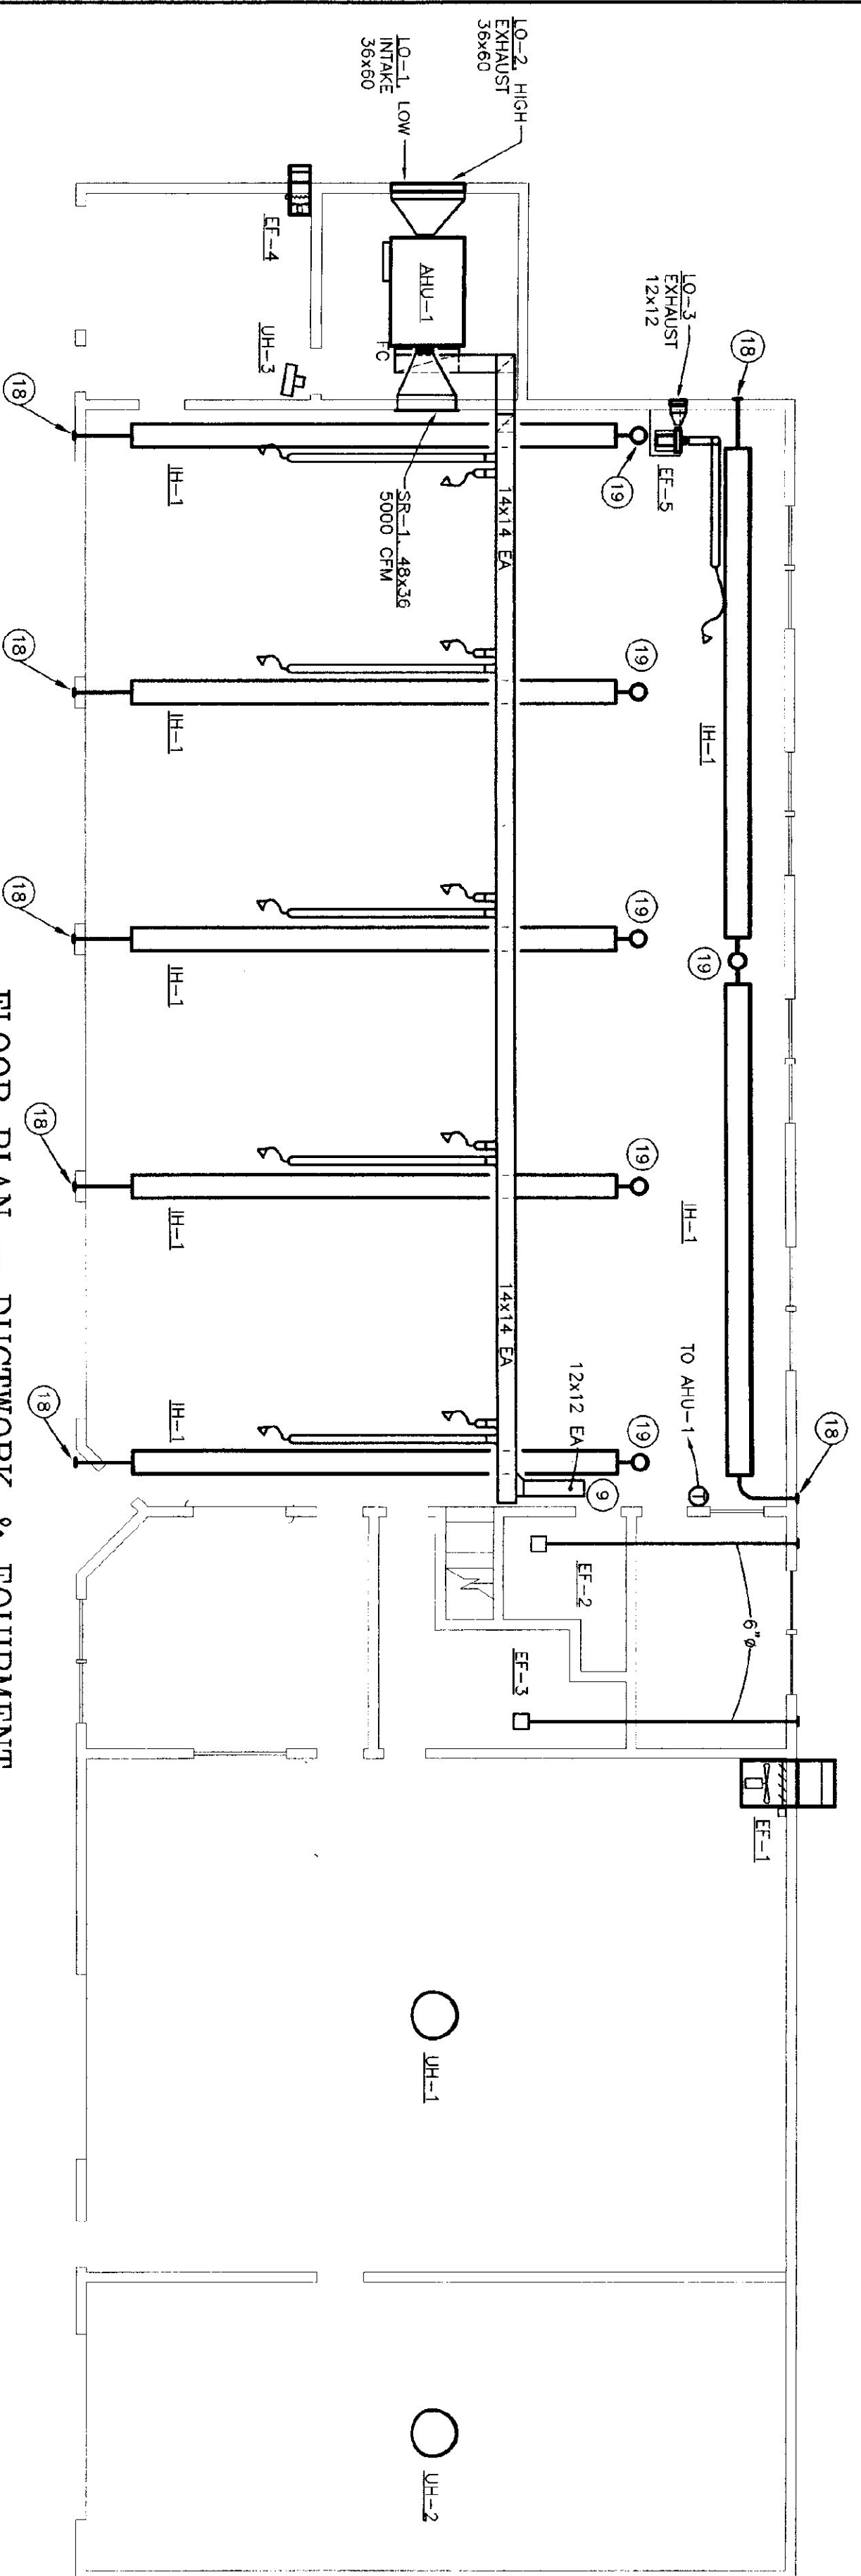 18
18
6"ø
EF-1
IH-1
19
IH-1
TO AHU-1
T
LO-3
EXHAUST
12x12
EF-5
19
19
19
19
19
9
12x12 EA
EF-2
EF-3
LO-2 HIGH
EXHAUST
36x60
14x14 EA
14x14 EA
LO-1 LOW
INTAKE
36x60
AHU-1
FC
SR-1, 48x36
5000 CFM
UH-1
UH-2
EF-4
UH-3
IH-1
IH-1
IH-1
IH-1
IH-1
18
18
18
18
18
FLOOR PLAN - DUCTWORK & EQUIPMENT